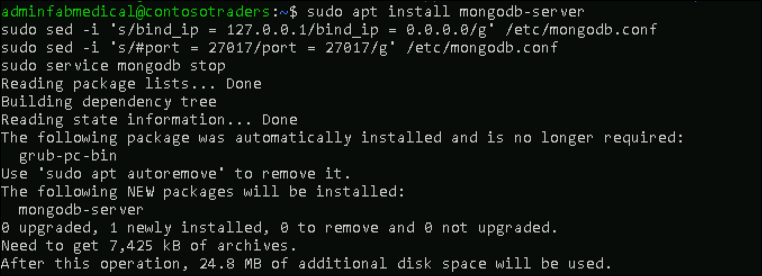 adminfabmedical@contosotraders:~$ sudo apt install mongodb-server
sudo sed -i 's/bind_ip = 127.0.0.1/bind_ip = 0.0.0.0/g' /etc/mongodb.conf
sudo sed -i 's/#port = 27017/port = 27017/g' /etc/mongodb.conf
sudo service mongodb stop
Reading package lists... Done
Building dependency tree
Reading state information... Done
The following package was automatically installed and is no longer required:
  grub-pc-bin
Use 'sudo apt autoremove' to remove it.
The following NEW packages will be installed:
  mongodb-server
0 upgraded, 1 newly installed, 0 to remove and 0 not upgraded.
Need to get 7,425 kB of archives.
After this operation, 24.8 MB of additional disk space will be used.